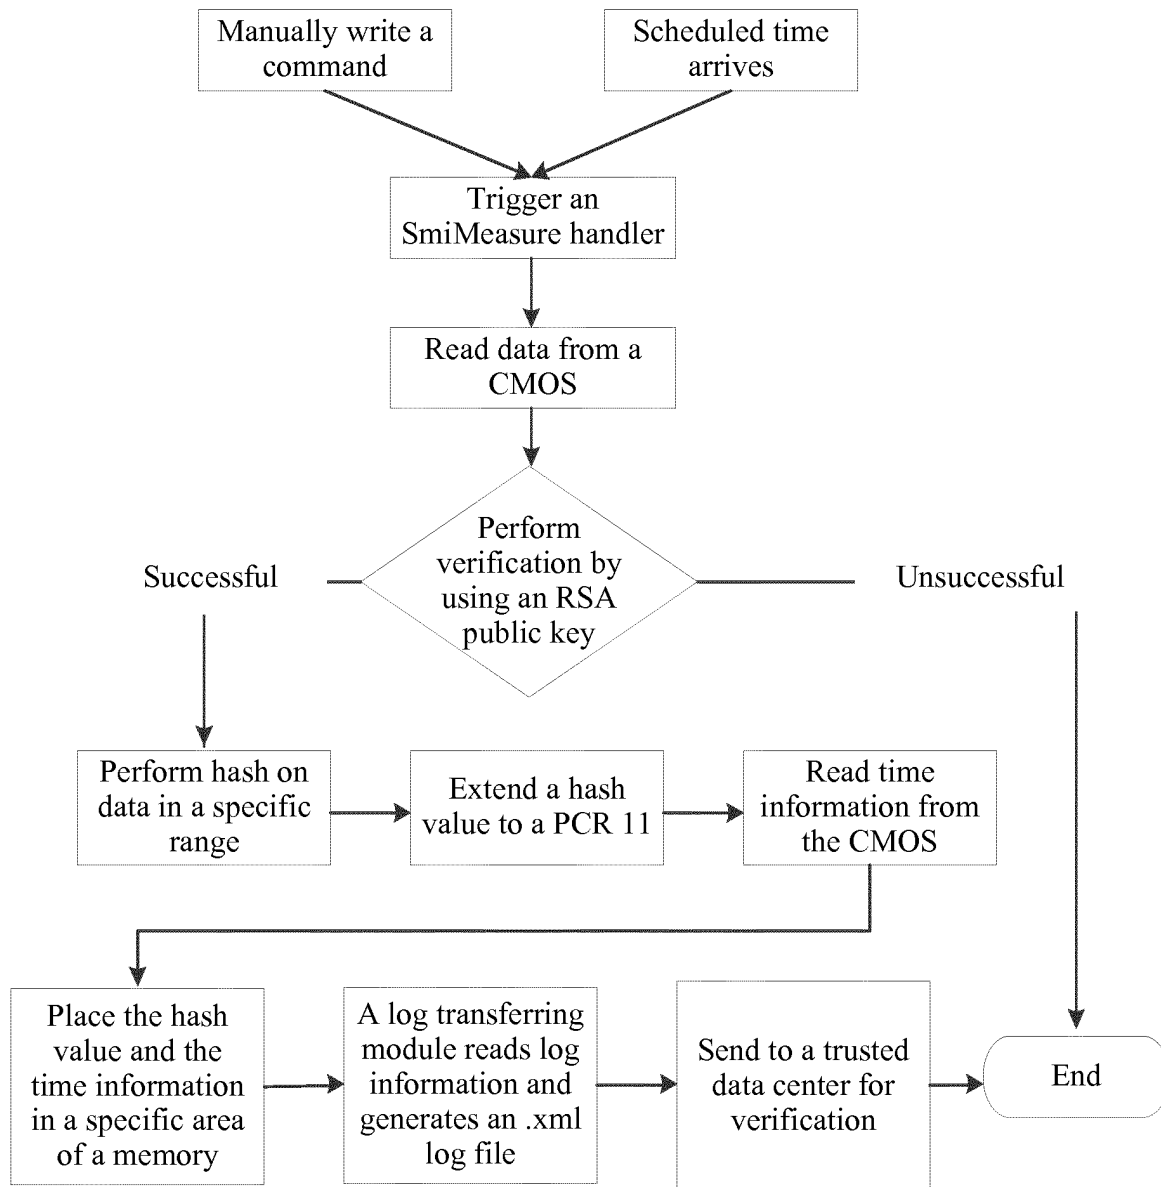 Manually write a
command
Scheduled time
arrives
Trigger an
SmiMeasure handler
Read data from a
CMOS
Perform
verification by
using an RSA
public key
Successful
Unsuccessful
Perform hash on
data in a specific
range
Extend a hash
value to a PCR 11
Read time
information from
the CMOS
Place the hash
value and the
time information
in a specific area
of a memory
A log transferring
module reads log
information and
generates an .xml
log file
Send to a trusted
data center for
verification
End